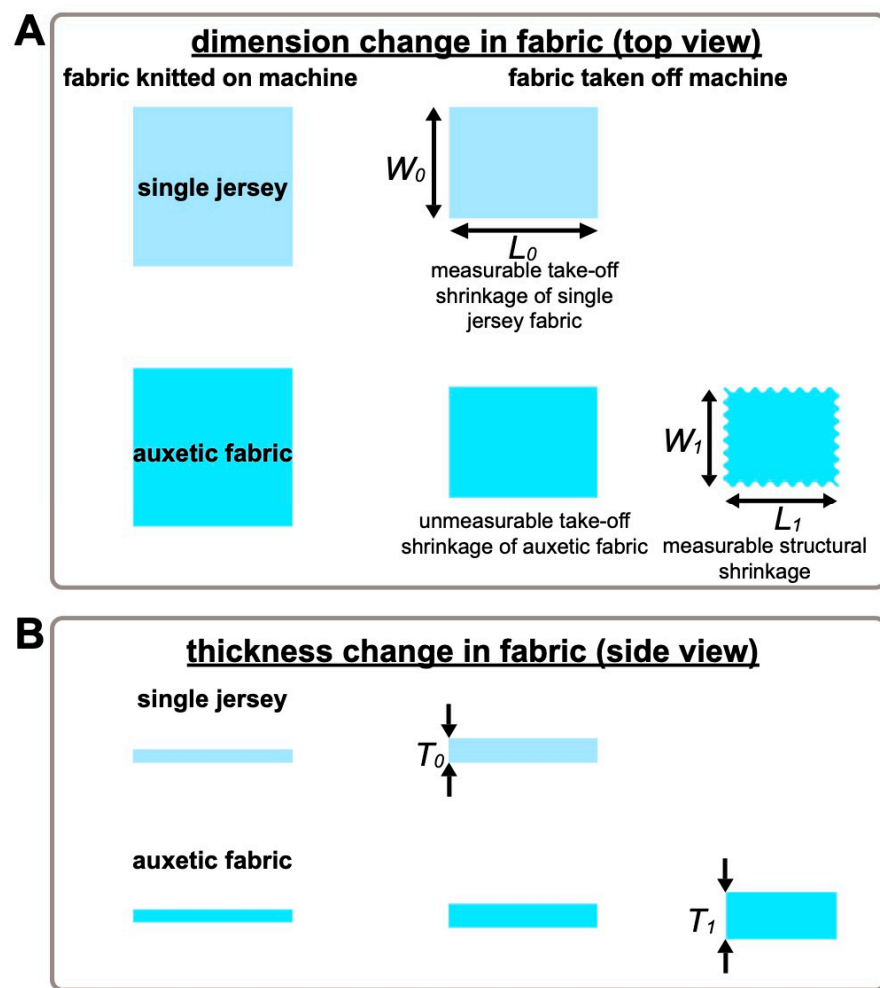 A
dimension change in fabric (top view)
fabric knitted on machine
fabric taken off machine
single jersey
W₀
L₀
measurable take-off
shrinkage of single
jersey fabric
auxetic fabric
unmeasurable take-off
shrinkage of auxetic fabric
W₁
L₁
measurable structural
shrinkage
B
thickness change in fabric (side view)
single jersey
T₀
auxetic fabric
T₁